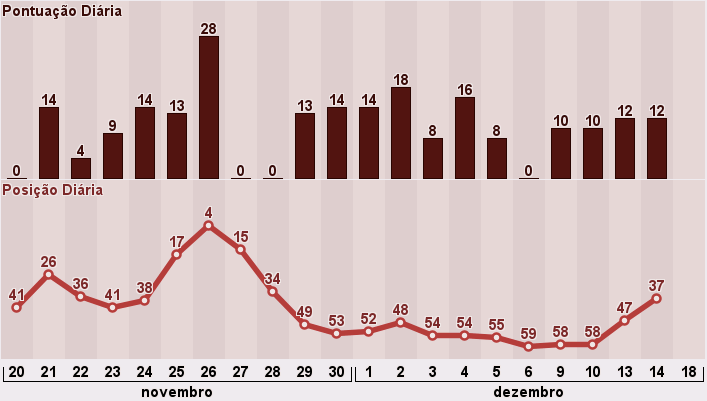 Pontuação Diária
0 14 4 9 14 13 28 0 0 13 14 14 18 8 16 8 0 10 10 12 12
Posição Diária
41 26 36 41 38 17 4 15 34 49 53 52 48 54 54 55 59 58 58 47 37
20 21 22 23 24 25 26 27 28 29 30 1 2 3 4 5 6 9 10 13 14 18
novembro dezembro